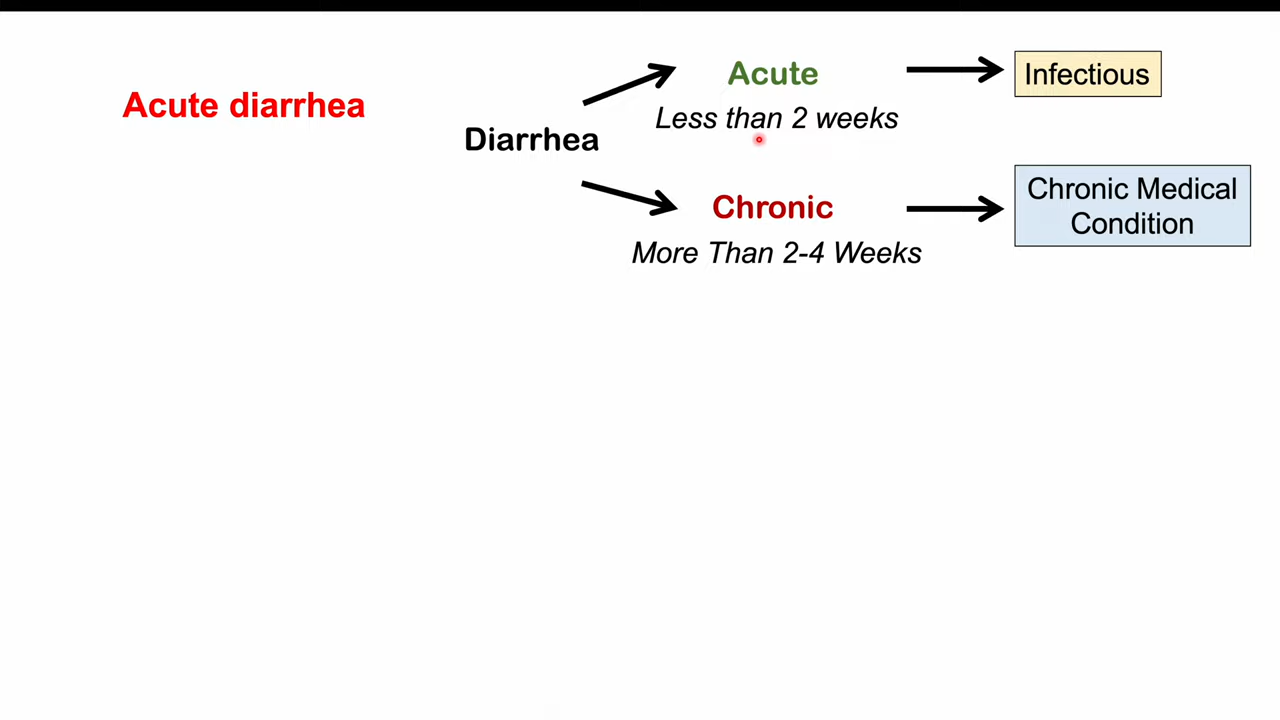 Acute diarrhea
Diarrhea
Acute
Less than 2 weeks
Infectious
Chronic
More Than 2-4 Weeks
Chronic Medical
Condition